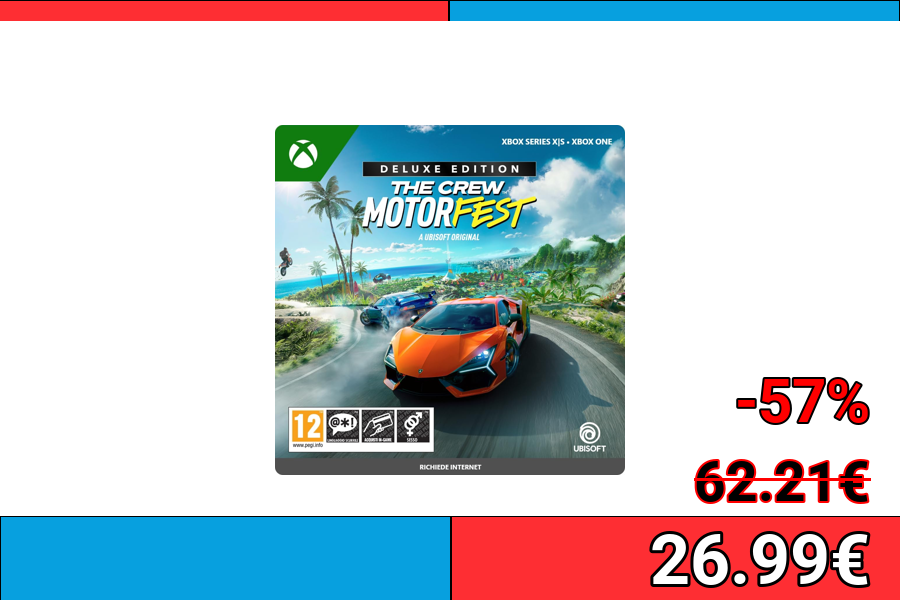 XBOX SERIES X|S • XBOX ONE
DELUXE EDITION
THE CREW
MOTORFEST
A UBISOFT ORIGINAL
12
www.pegi.info
ACQUISTI IN-GAME
SESSO
UBISOFT
RICHIEDE INTERNET
-57%
62.21€
26.99€